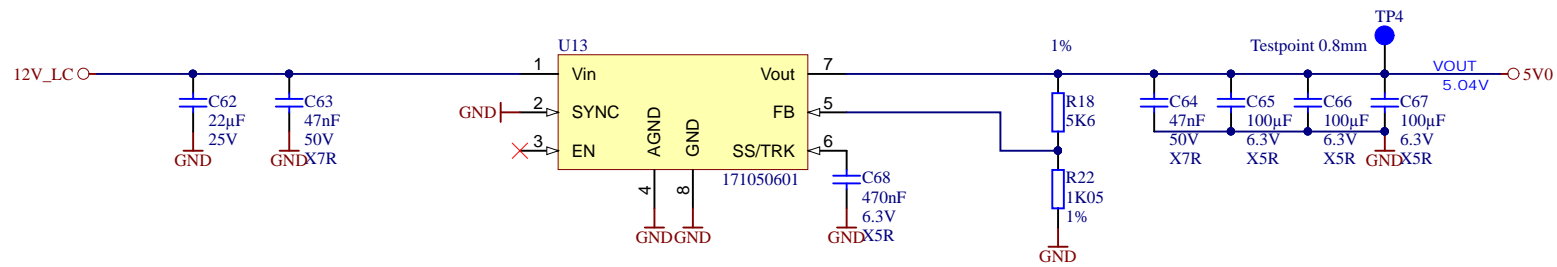 TP4
U13
1%
Testpoint 0.8mm
12V_LC
1
Vin
Vout
7
VOUT
5V0
5.04V
C62
22µF
25V
GND
C63
47nF
50V
X7R
GND
GND
2
SYNC
FB
5
3
EN
SS/TRK
6
AGND
GND
4
8
171050601
GND
GND
C68
470nF
6.3V
X5R
GND
R18
5K6
R22
1K05
1%
GND
C64
47nF
50V
X7R
C65
100µF
6.3V
X5R
C66
100µF
6.3V
X5R
C67
100µF
6.3V
X5R
GND